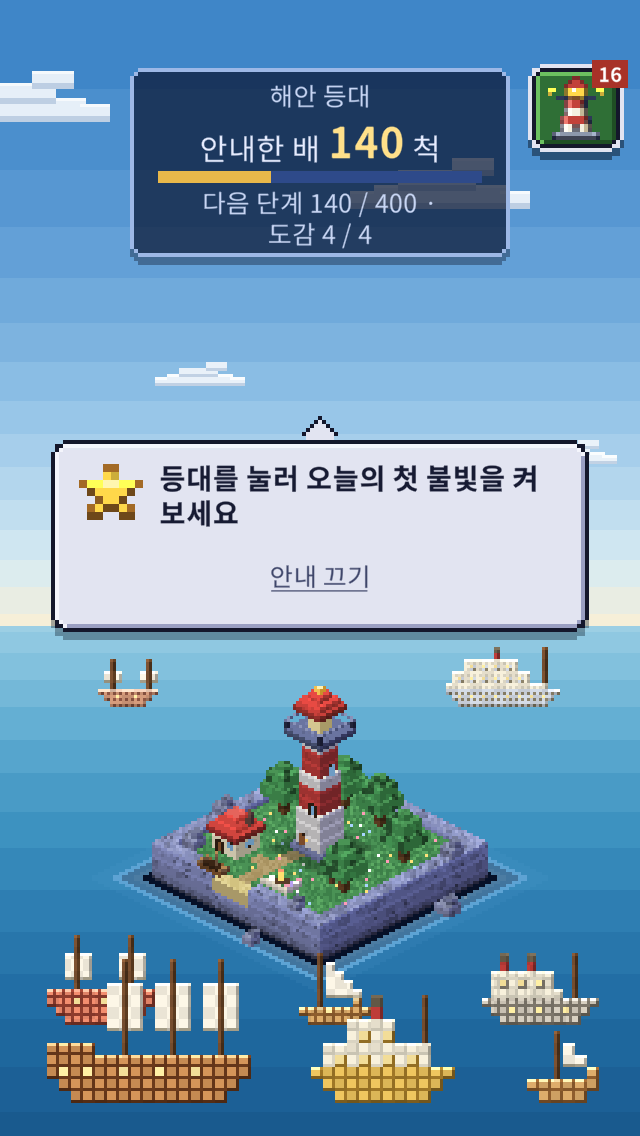 해안 등대
16
안내한 배 140 척
다음 단계 140 / 400 ·
도감 4 / 4
등대를 눌러 오늘의 첫 불빛을 켜
보세요
안내 끄기